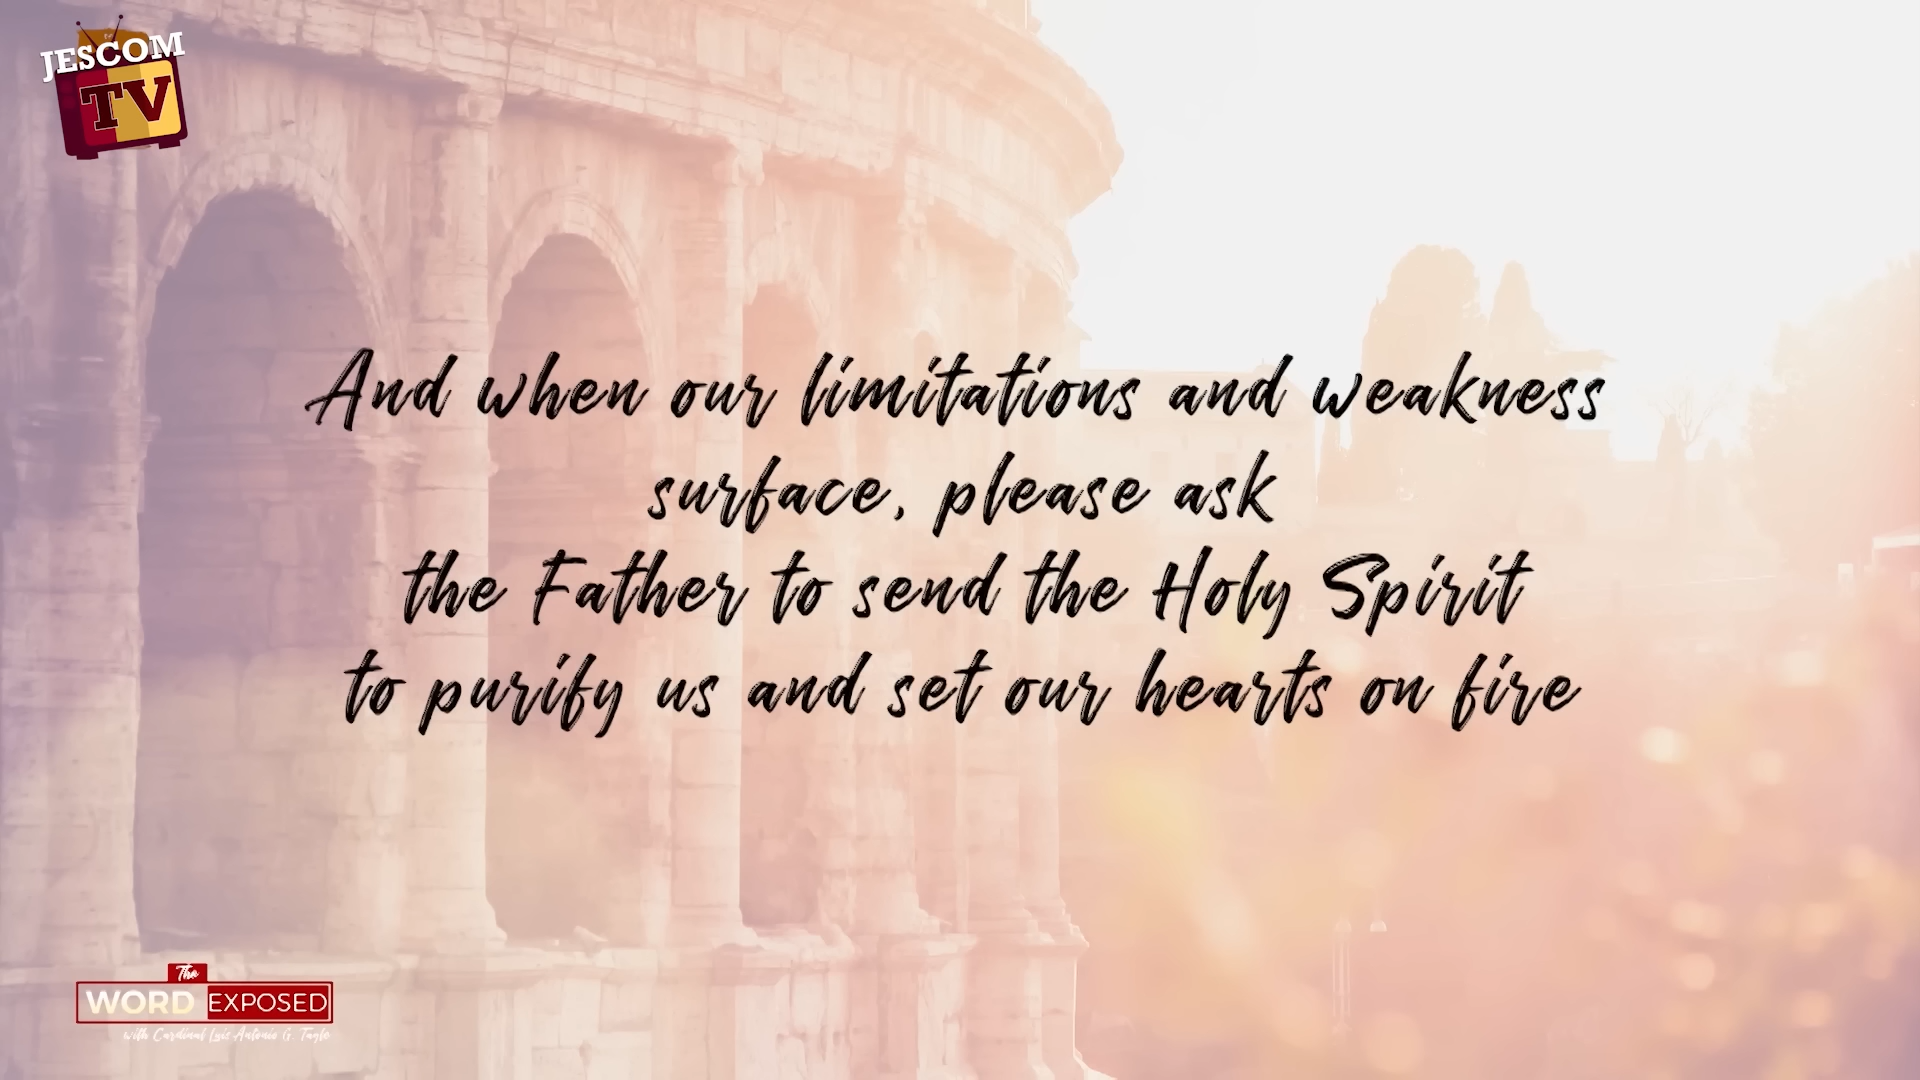 JESCOM
TV
And when our limitations and weakness
surface, please ask
the Father to send the Holy Spirit
to purify us and set our hearts on fire
The
WORD EXPOSED
with Cardinal Luis Antonio G. Tagle